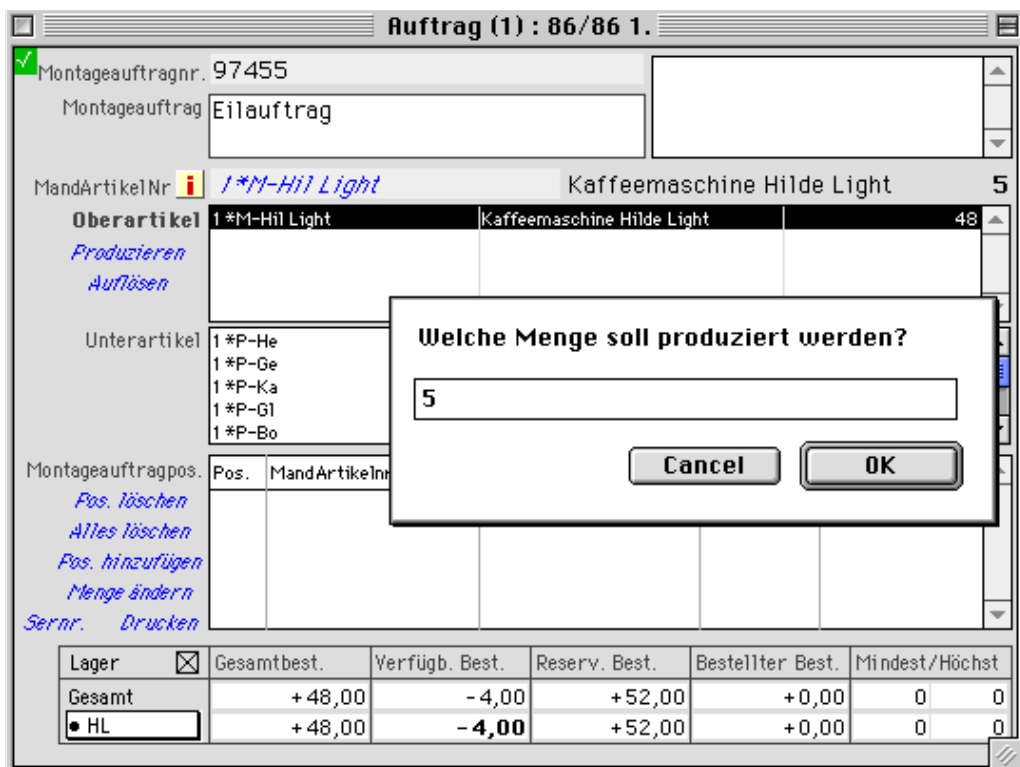 Auftrag (1) : 86/86 1.
Montageauftragnr. 97455
Montageauftrag Eilauftrag
MandArtikelNr i 1*M-Hil Light Kaffeemaschine Hilde Light 5
Oberartikel 1*M-Hil Light Kaffeemaschine Hilde Light 48
Produzieren
Auflösen
Welche Menge soll produziert werden?
5
Cancel OK
Unterartikel 1*P-He
1*P-Ge
1*P-Ka
1*P-Gl
1*P-Bo
Montageauftragpos. Pos. MandArtikelnr
Pos. löschen
Alles löschen
Pos. hinzufügen
Menge ändern
Sernr. Drucken
Lager Gesamtbest. Verfügb. Best. Reserv. Best. Bestellter Best. Mindest/Höchst
Gesamt +48,00 -4,00 +52,00 +0,00 0 0
• HL +48,00 -4,00 +52,00 +0,00 0 0